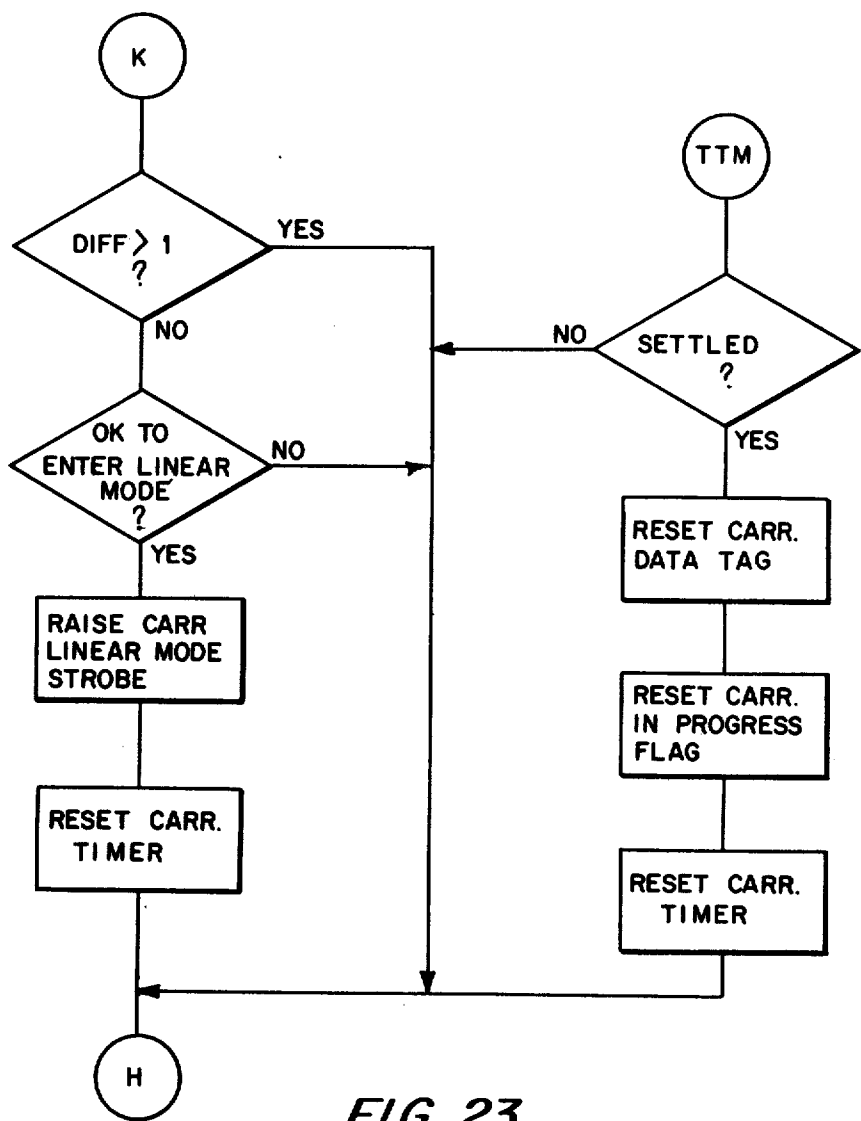 K
DIFF > 1
?
YES
NO
OK TO
ENTER LINEAR
MODE
?
NO
YES
RAISE CARR
LINEAR MODE
STROBE
RESET CARR.
TIMER
H
TTM
SETTLED
?
NO
YES
RESET CARR.
DATA TAG
RESET CARR.
IN PROGRESS
FLAG
RESET CARR.
TIMER
FIG. 23